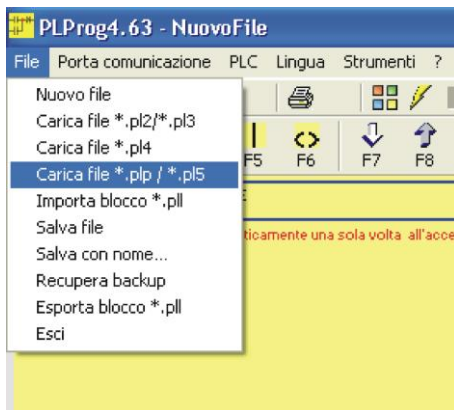 PLProg4.63 - NuovoFile
File Porta comunicazione PLC Lingua Strumenti ?
Nuovo file
Carica file *.pl2/*.pl3
Carica file *.pl4
Carica file *.plp / *.pl5
Importa blocco *.pll
Salva file
Salva con nome...
Recupera backup
Esporta blocco *.pll
Esci
F5 F6 F7 F8
ticamente una sola volta all'acce